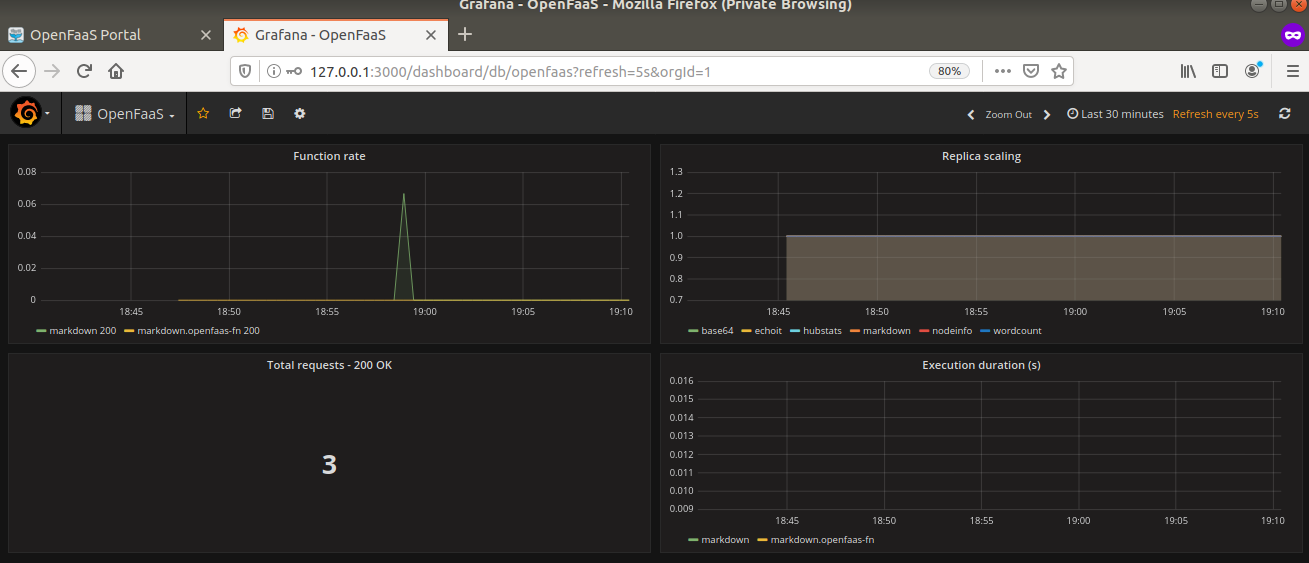 Grafana - OpenFaaS - Mozilla Firefox (Private Browsing)
OpenFaaS Portal
Grafana - OpenFaaS
127.0.0.1:3000/dashboard/db/openfaas?refresh=5s&orgId=1
80%
OpenFaaS
Zoom Out
Last 30 minutes
Refresh every 5s
Function rate
0.08
0.06
0.04
0.02
0
18:45 18:50 18:55 19:00 19:05 19:10
markdown 200 markdown.openfaas-fn 200
Replica scaling
1.3
1.2
1.1
1.0
0.9
0.8
0.7
18:45 18:50 18:55 19:00 19:05 19:10
base64 echoit hubstats markdown nodeinfo wordcount
Total requests - 200 OK
3
Execution duration (s)
0.016
0.015
0.014
0.013
0.012
0.011
0.010
0.009
18:45 18:50 18:55 19:00 19:05 19:10
markdown markdown.openfaas-fn